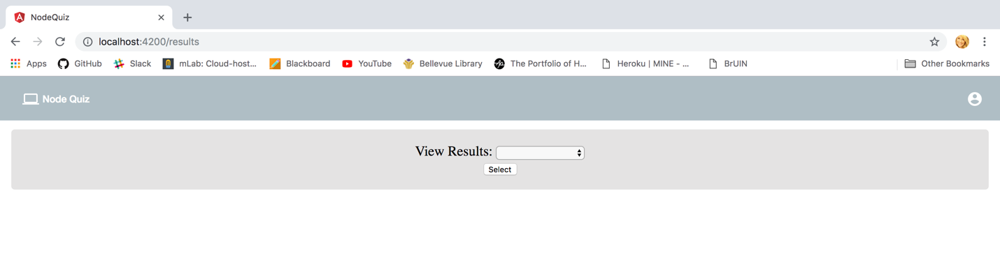 NodeQuiz
localhost:4200/results
Apps GitHub Slack mLab: Cloud-host... Blackboard YouTube Bellevue Library The Portfolio of H... Heroku | MINE - ... BrUIN Other Bookmarks
Node Quiz
View Results:
Select